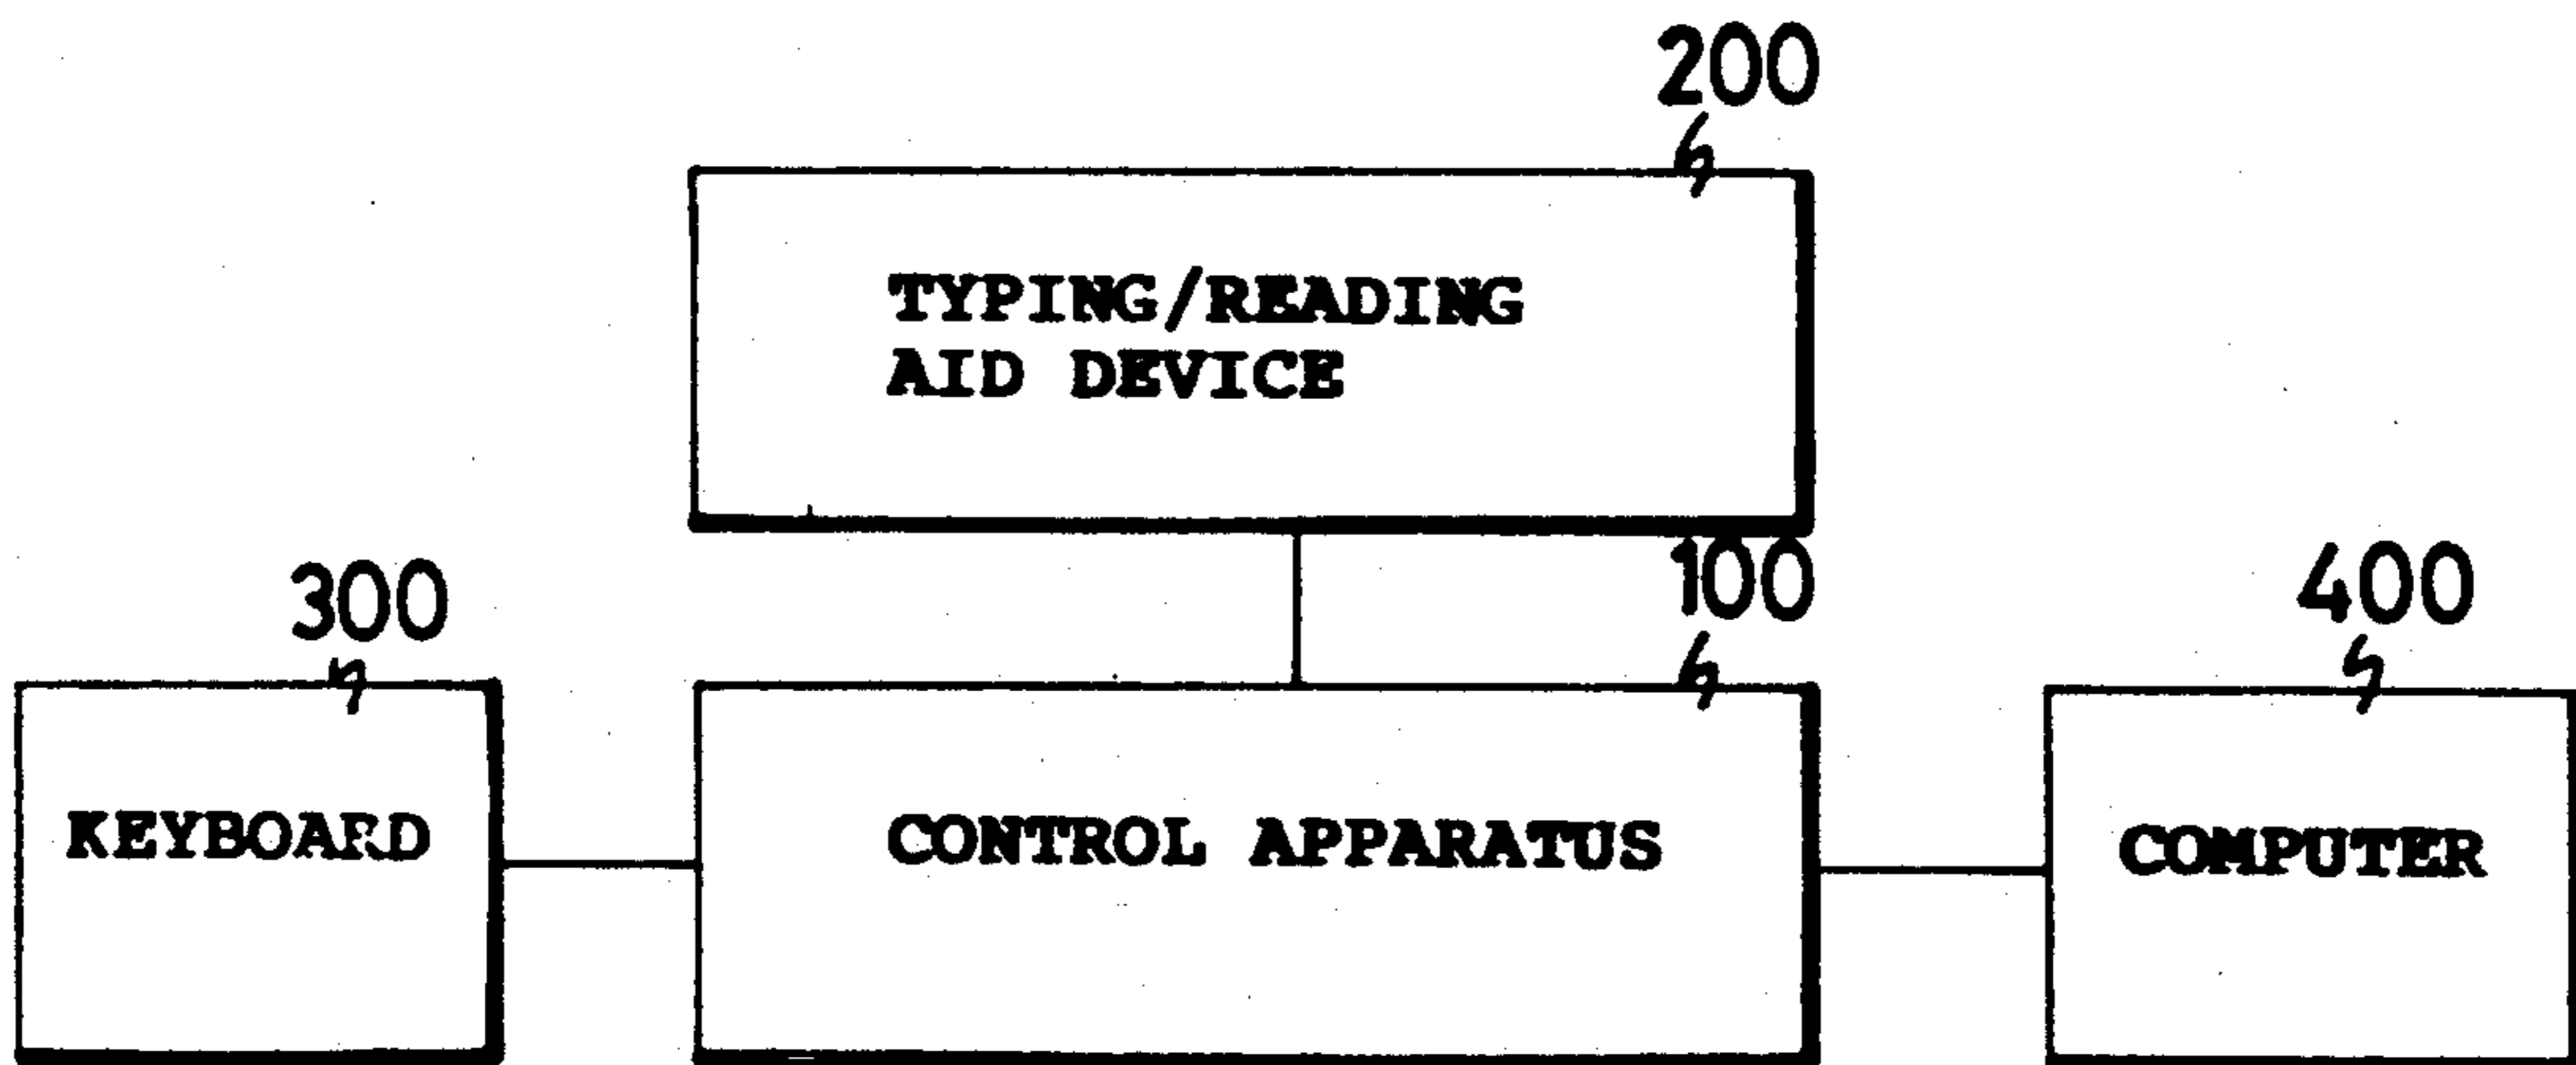 200
TYPING/READING
AID DEVICE
300
100
400
KEYBOARD
CONTROL APPARATUS
COMPUTER